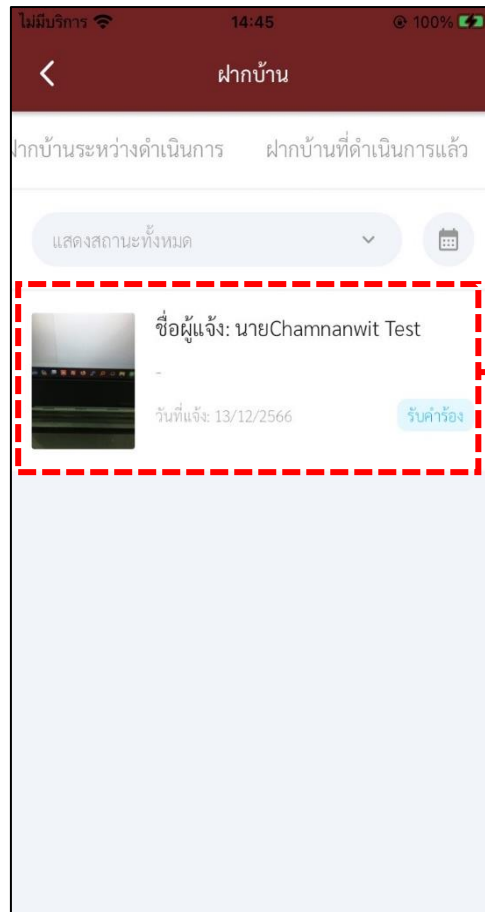 ไม่มีบริการ 14:45 100%
ฝากบ้าน
ฝากบ้านระหว่างดำเนินการ ฝากบ้านที่ดำเนินการแล้ว
แสดงสถานะทั้งหมด
ชื่อผู้แจ้ง: นายChamnanwit Test
-
วันที่แจ้ง: 13/12/2566 รับคำร้อง